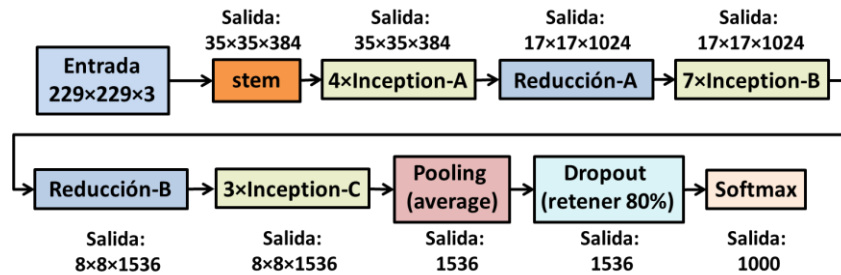 Salida:
35×35×384
Salida:
35×35×384
Salida:
17×17×1024
Salida:
17×17×1024
Entrada
229×229×3
stem
4×Inception-A
Reducción-A
7×Inception-B
Reducción-B
3×Inception-C
Pooling
(average)
Dropout
(retener 80%)
Softmax
Salida:
8×8×1536
Salida:
8×8×1536
Salida:
1536
Salida:
1536
Salida:
1000